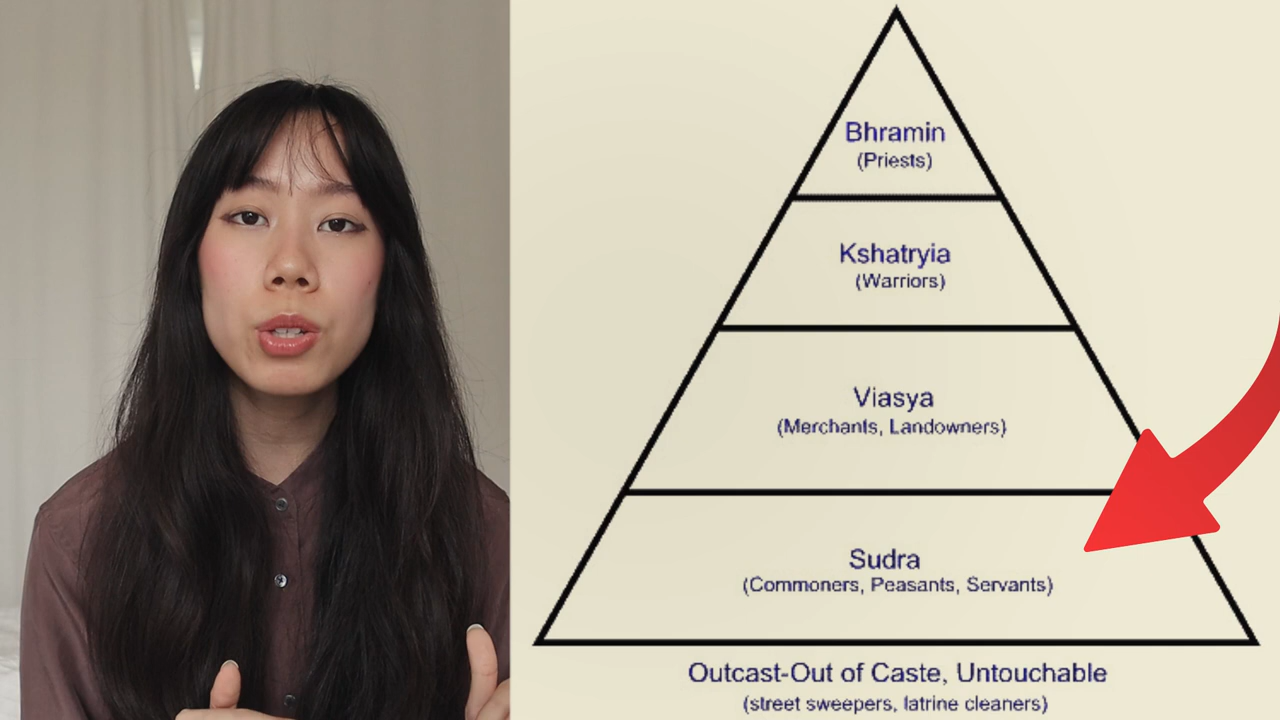 Bhramin
(Priests)
Kshatryia
(Warriors)
Viasya
(Merchants, Landowners)
Sudra
(Commoners, Peasants, Servants)
Outcast-Out of Caste, Untouchable
(street sweepers, latrine cleaners)